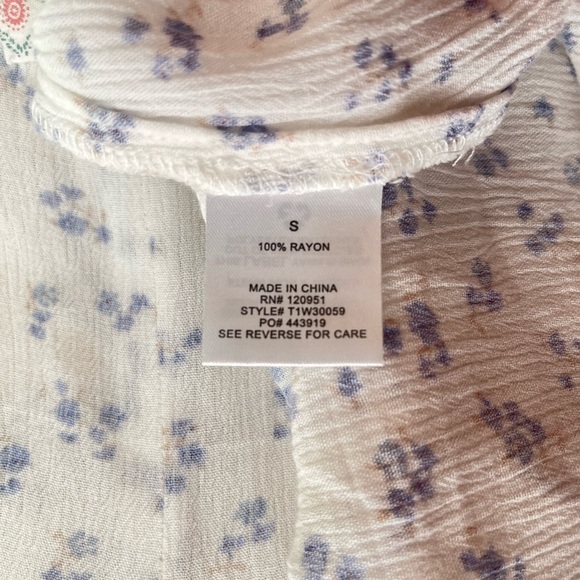 S
100% RAYON
MADE IN CHINA
RN# 120951
STYLE# T1W30059
PO# 443919
SEE REVERSE FOR CARE